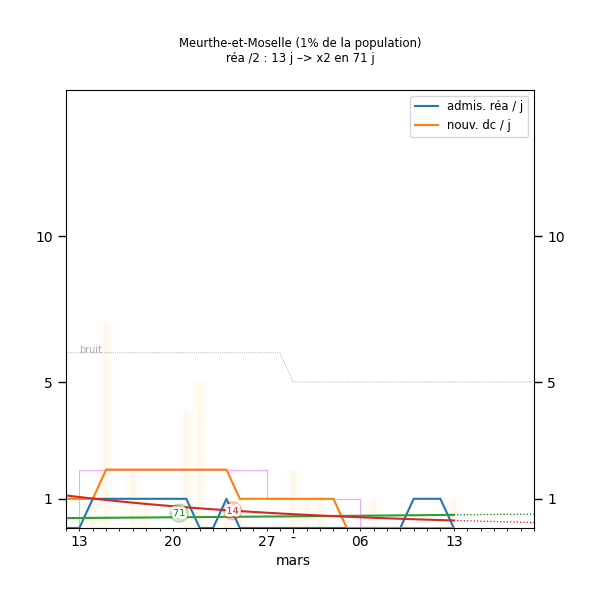 Meurthe-et-Moselle (1% de la population)
réa /2 : 13 j –> x2 en 71 j
admis. réa / j
nouv. dc / j
10 10
bruit
5 5
1 1
71 14
13 20 27 - 06 13
mars